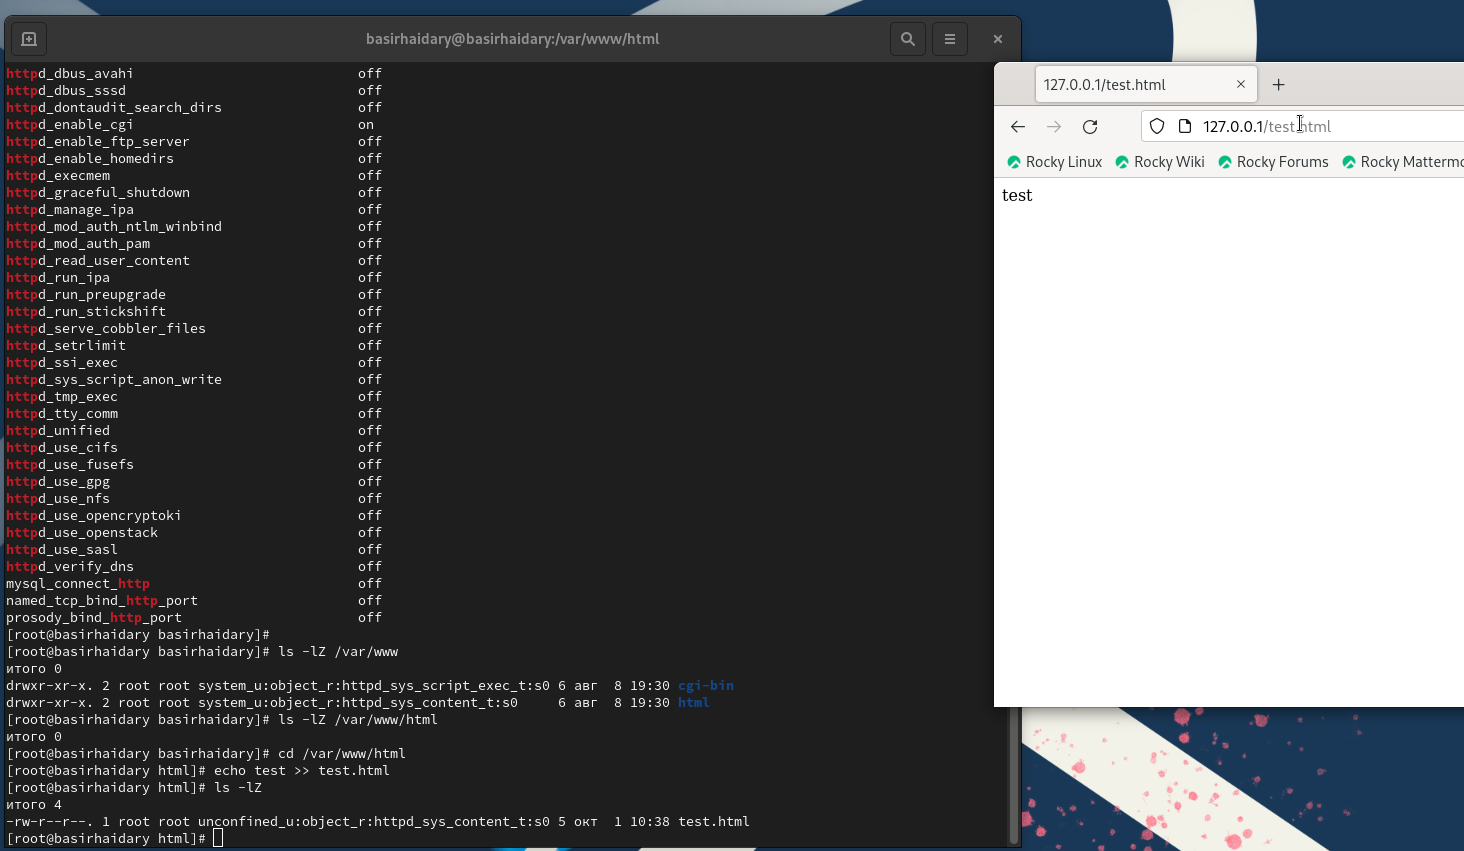 basirhaidary@basirhaidary:/var/www/html
httpd_dbus_avahi off
httpd_dbus_sssd off
httpd_dontaudit_search_dirs off
httpd_enable_cgi on
httpd_enable_ftp_server off
httpd_enable_homedirs off
httpd_execmem off
httpd_graceful_shutdown off
httpd_manage_ipa off
httpd_mod_auth_ntlm_winbind off
httpd_mod_auth_pam off
httpd_read_user_content off
httpd_run_ipa off
httpd_run_preupgrade off
httpd_run_stickshift off
httpd_serve_cobbler_files off
httpd_setrlimit off
httpd_ssi_exec off
httpd_sys_script_anon_write off
httpd_tmp_exec off
httpd_tty_comm off
httpd_unified off
httpd_use_cifs off
httpd_use_fusefs off
httpd_use_gpg off
httpd_use_nfs off
httpd_use_opencryptoki off
httpd_use_openstack off
httpd_use_sasl off
httpd_verify_dns off
mysql_connect_http off
named_tcp_bind_http_port off
prosody_bind_http_port off
[root@basirhaidary basirhaidary]#
[root@basirhaidary basirhaidary]# ls -lZ /var/www
итого 0
drwxr-xr-x. 2 root root system_u:object_r:httpd_sys_script_exec_t:s0 6 авг  8 19:30 cgi-bin
drwxr-xr-x. 2 root root system_u:object_r:httpd_sys_content_t:s0     6 авг  8 19:30 html
[root@basirhaidary basirhaidary]# ls -lZ /var/www/html
итого 0
[root@basirhaidary basirhaidary]# cd /var/www/html
[root@basirhaidary html]# echo test >> test.html
[root@basirhaidary html]# ls -lZ
итого 4
-rw-r--r--. 1 root root unconfined_u:object_r:httpd_sys_content_t:s0 5 окт  1 10:38 test.html
[root@basirhaidary html]#
127.0.0.1/test.html
127.0.0.1/test.html
Rocky Linux Rocky Wiki Rocky Forums Rocky Mattermo
test